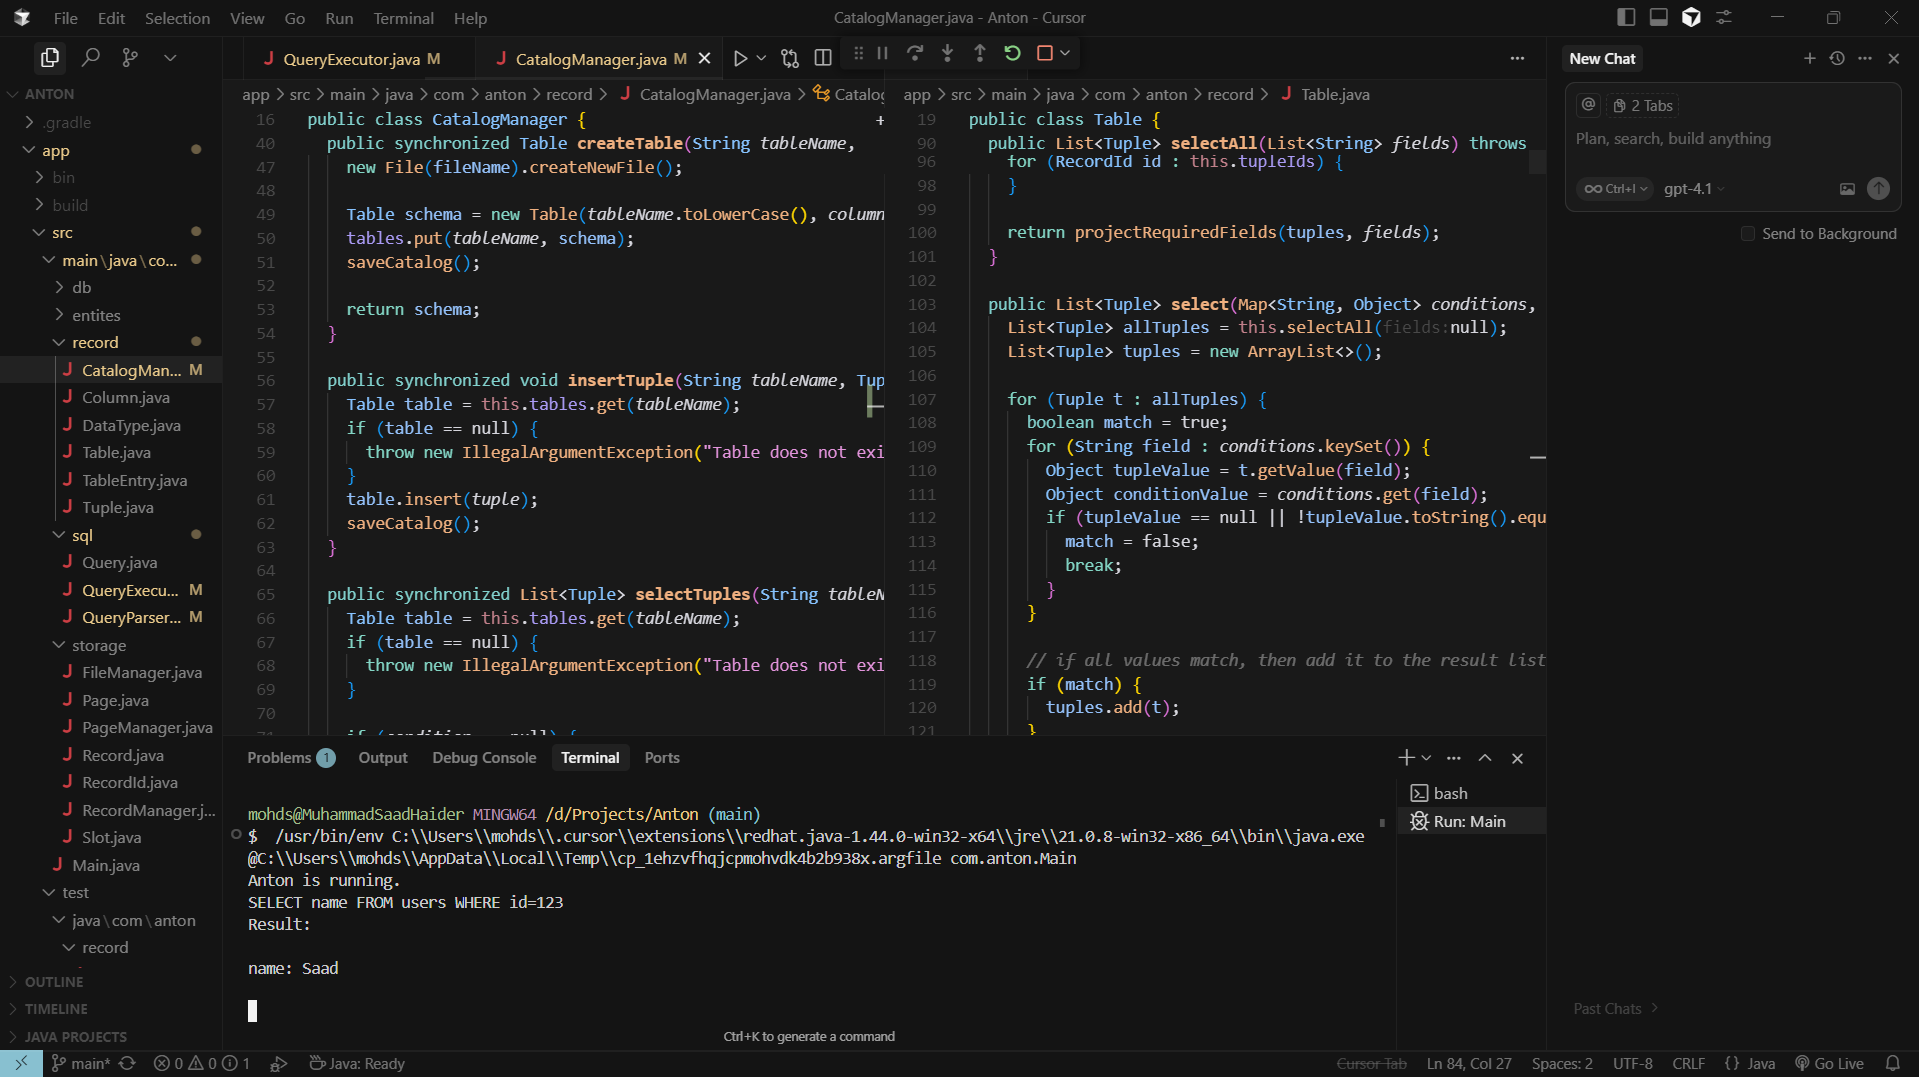 File Edit Selection View Go Run Terminal Help
CatalogManager.java - Anton - Cursor
ANTON
.gradle
app
bin
build
src
main\java\co...
db
entites
record
CatalogMan... M
Column.java
DataType.java
Table.java
TableEntry.java
Tuple.java
sql
Query.java
QueryExecu... M
QueryParser... M
storage
FileManager.java
Page.java
PageManager.java
Record.java
RecordId.java
RecordManager.j...
Slot.java
Main.java
test
java\com\anton
record
OUTLINE
TIMELINE
JAVA PROJECTS
QueryExecutor.java M
CatalogManager.java M
app > src > main > java > com > anton > record > CatalogManager.java > Catalog
16 public class CatalogManager {
40 public synchronized Table createTable(String tableName,
47 new File(fileName).createNewFile();
48
49 Table schema = new Table(tableName.toLowerCase(), column
50 tables.put(tableName, schema);
51 saveCatalog();
52
53 return schema;
54 }
55
56 public synchronized void insertTuple(String tableName, Tup
57 Table table = this.tables.get(tableName);
58 if (table == null) {
59 throw new IllegalArgumentException("Table does not exi
60 }
61 table.insert(tuple);
62 saveCatalog();
63 }
64
65 public synchronized List<Tuple> selectTuples(String tableN
66 Table table = this.tables.get(tableName);
67 if (table == null) {
68 throw new IllegalArgumentException("Table does not exi
69 }
70
app > src > main > java > com > anton > record > Table.java
19 public class Table {
90 public List<Tuple> selectAll(List<String> fields) throws
96 for (RecordId id : this.tupleIds) {
98 }
99
100 return projectRequiredFields(tuples, fields);
101 }
102
103 public List<Tuple> select(Map<String, Object> conditions,
104 List<Tuple> allTuples = this.selectAll(fields:null);
105 List<Tuple> tuples = new ArrayList<>();
106
107 for (Tuple t : allTuples) {
108 boolean match = true;
109 for (String field : conditions.keySet()) {
110 Object tupleValue = t.getValue(field);
111 Object conditionValue = conditions.get(field);
112 if (tupleValue == null || !tupleValue.toString().equ
113 match = false;
114 break;
115 }
116 }
117
118 // if all values match, then add it to the result list
119 if (match) {
120 tuples.add(t);
121 }
Problems 1 Output Debug Console Terminal Ports
mohds@MuhammadSaadHaider MINGW64 /d/Projects/Anton (main)
$ /usr/bin/env C:\\Users\\mohds\\.cursor\\extensions\\redhat.java-1.44.0-win32-x64\\jre\\21.0.8-win32-x86_64\\bin\\java.exe
@C:\\Users\\mohds\\AppData\\Local\\Temp\\cp_1ehzvfhqjcpmohvdk4b2b938x.argfile com.anton.Main
Anton is running.
SELECT name FROM users WHERE id=123
Result:
name: Saad
Ctrl+K to generate a command
bash
Run: Main
New Chat
@ 2 Tabs
Plan, search, build anything
Ctrl+I gpt-4.1
Send to Background
Past Chats >
main* 0 0 1 Java: Ready
Cursor Tab Ln 84, Col 27 Spaces: 2 UTF-8 CRLF {} Java Go Live